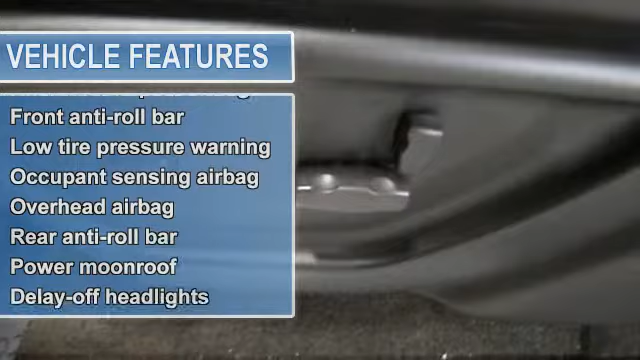 VEHICLE FEATURES
Front anti-roll bar
Low tire pressure warning
Occupant sensing airbag
Overhead airbag
Rear anti-roll bar
Power moonroof
Delay-off headlights